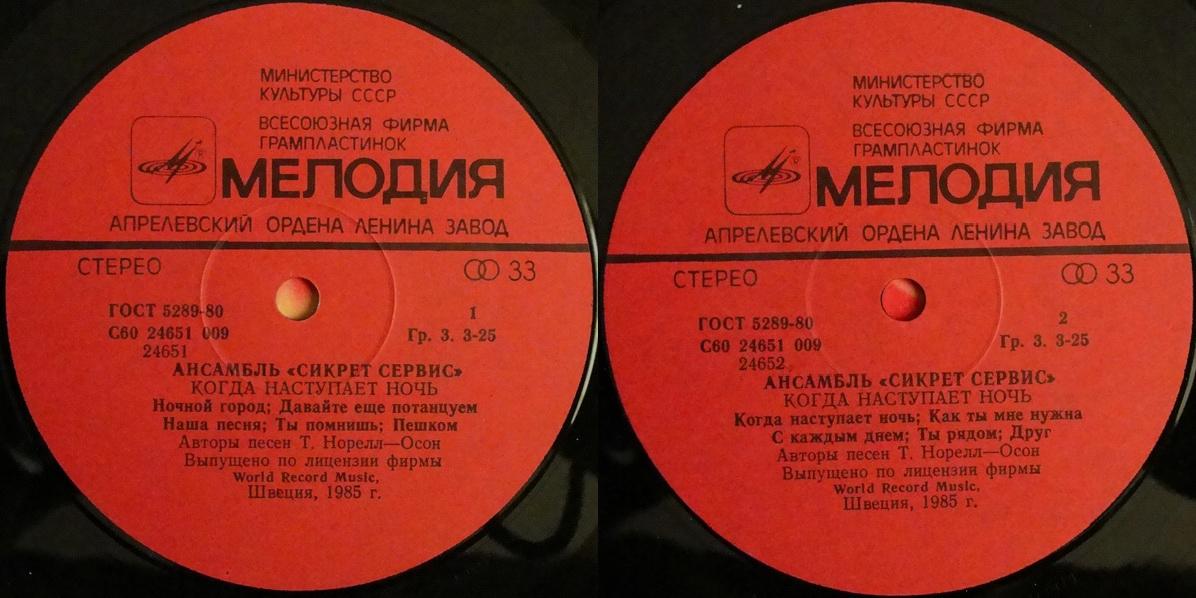 МИНИСТЕРСТВО
КУЛЬТУРЫ СССР
ВСЕСОЮЗНАЯ ФИРМА
ГРАМПЛАСТИНОК
МЕЛОДИЯ
АПРЕЛЕВСКИЙ ОРДЕНА ЛЕНИНА ЗАВОД
СТЕРЕО 33
ГОСТ 5289-80 1
С60 24651 009 Гр. 3. 3-25
24651
АНСАМБЛЬ «СИКРЕТ СЕРВИС»
КОГДА НАСТУПАЕТ НОЧЬ
Ночной город; Давайте еще потанцуем
Наша песня; Ты помнишь; Пешком
Авторы песен Т. Норелл—Осон
Выпущено по лицензии фирмы
World Record Music,
Швеция, 1985 г.
МИНИСТЕРСТВО
КУЛЬТУРЫ СССР
ВСЕСОЮЗНАЯ ФИРМА
ГРАМПЛАСТИНОК
МЕЛОДИЯ
АПРЕЛЕВСКИЙ ОРДЕНА ЛЕНИНА ЗАВОД
СТЕРЕО 33
ГОСТ 5289-80 2
С60 24651 009 Гр. 3. 3-25
24652
АНСАМБЛЬ «СИКРЕТ СЕРВИС»
КОГДА НАСТУПАЕТ НОЧЬ
Когда наступает ночь; Как ты мне нужна
С каждым днем; Ты рядом; Друг
Авторы песен Т. Норелл—Осон
Выпущено по лицензии фирмы
World Record Music,
Швеция, 1985 г.